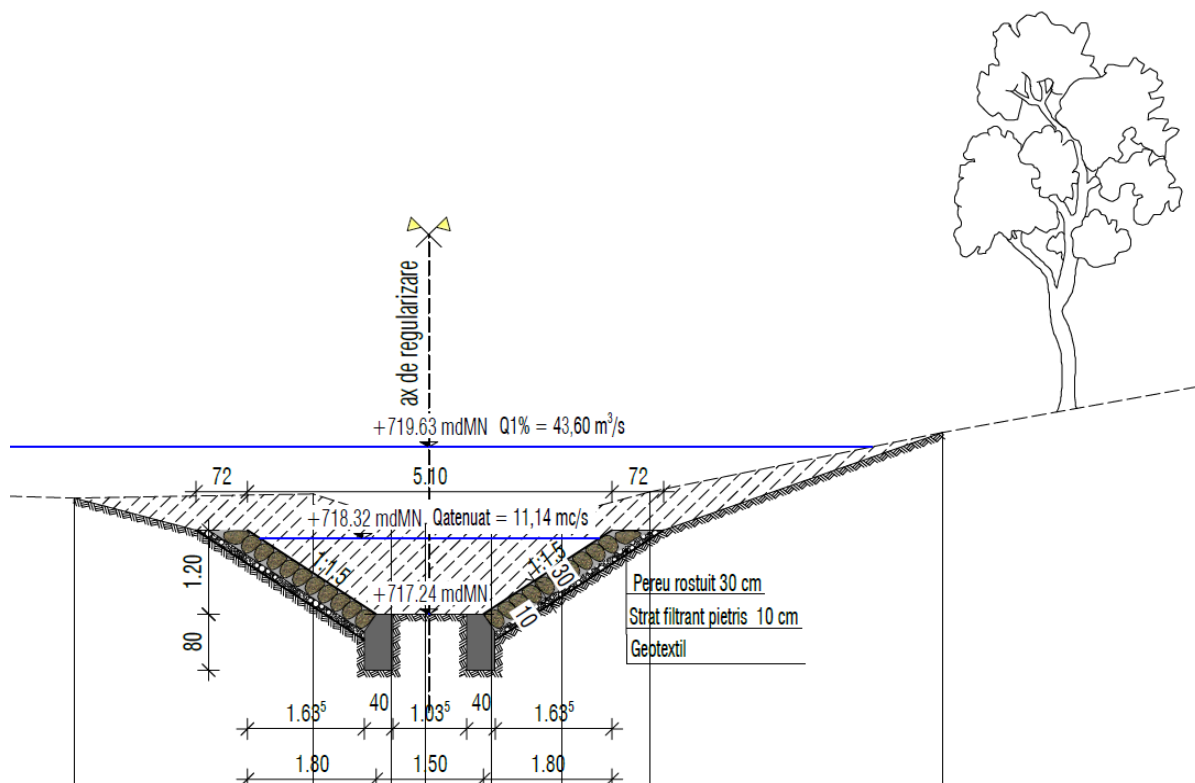 ax de regularizare
+719.63 mdMN Q1% = 43,60 m³/s
72 5.10 72
+718.32 mdMN Qatenuat = 11,14 mc/s
1:1.5 1:1.5
30
10
1.20
+717.24 mdMN
80
Pereu rostuit 30 cm
Strat filtrant pietris 10 cm
Geotextil
1.63⁵ 40 1.03⁵ 40 1.63⁵
1.80 1.50 1.80